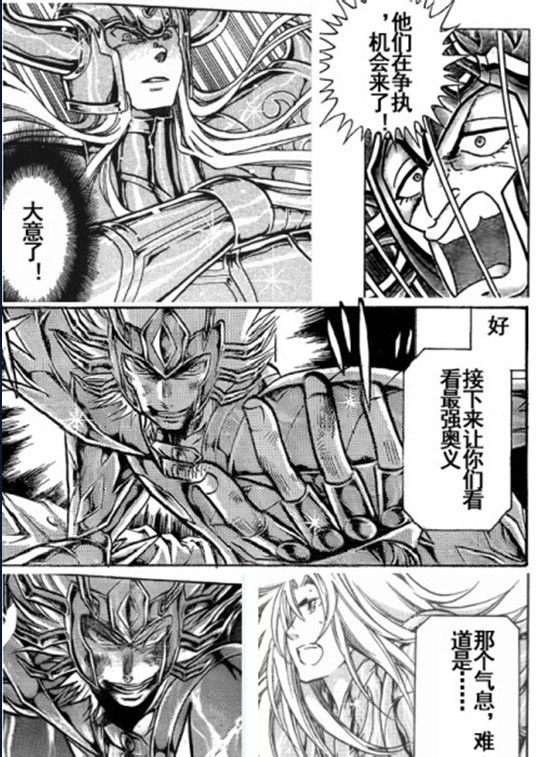 他们在争执
，机会来了！
大意了！
好
接下来让你们看
看最强奥义
那个气息，难
道是……